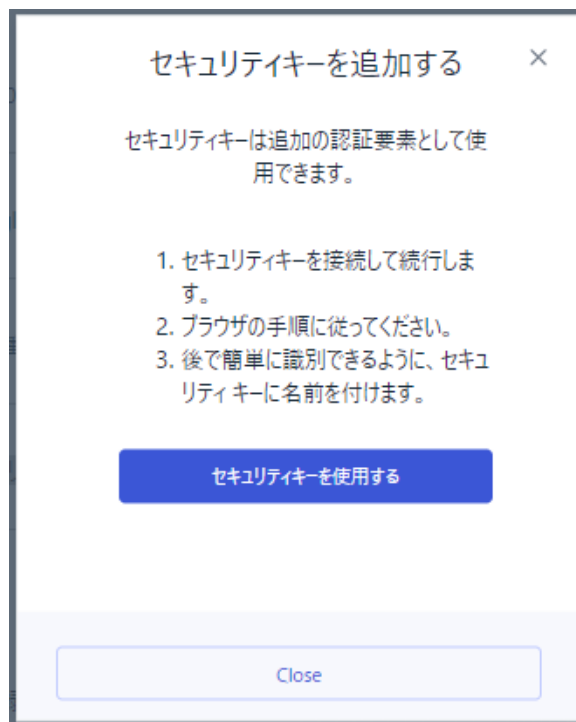 セキュリティキーを追加する
セキュリティキーは追加の認証要素として使
用できます。
1. セキュリティキーを接続して続行しま
す。
2. ブラウザの手順に従ってください。
3. 後で簡単に識別できるように、セキュ
リティ キーに名前を付けます。
セキュリティキーを使用する
Close